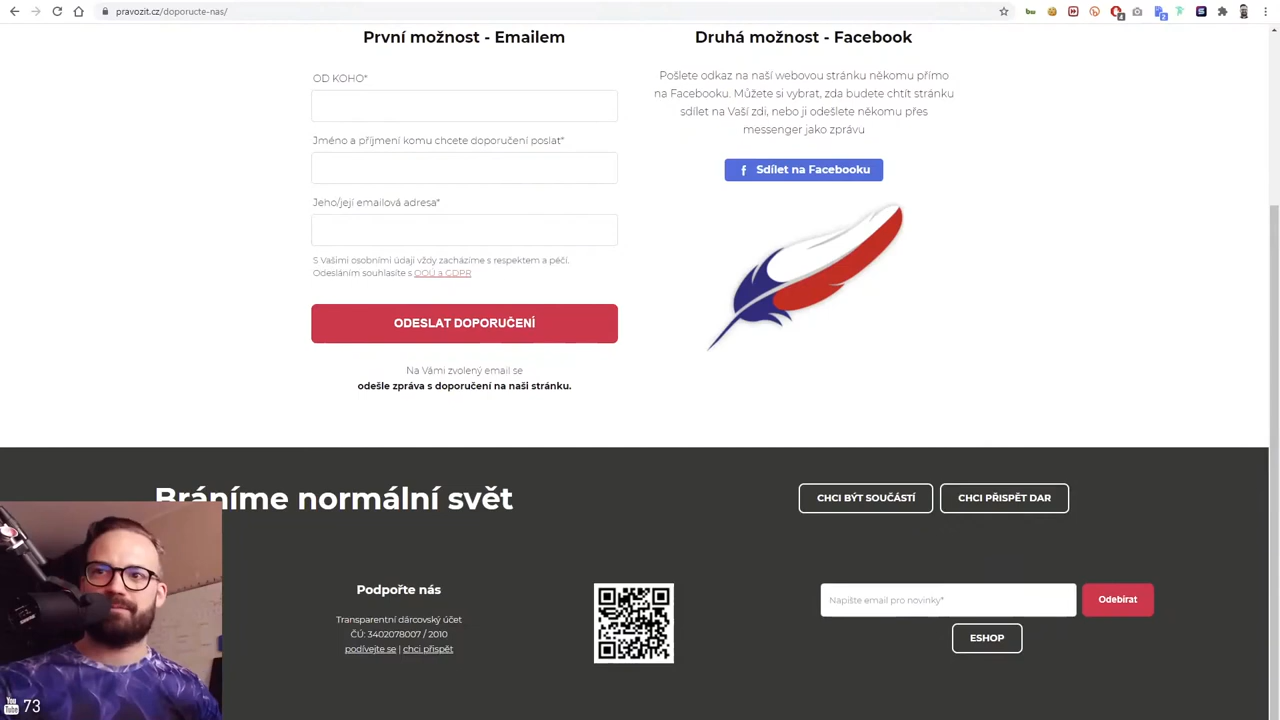 pravozit.cz/doporucte-nas/
První možnost - Emailem
OD KOHO*
Jméno a příjmení komu chcete doporučení poslat*
Jeho/její emailová adresa*
S Vašimi osobními údaji vždy zacházíme s respektem a péčí.
Odesláním souhlasíte s OOÚ a GDPR
ODESLAT DOPORUČENÍ
Na Vámi zvolený email se
odešle zpráva s doporučení na naši stránku.
Druhá možnost - Facebook
Pošlete odkaz na naší webovou stránku někomu přímo
na Facebooku. Můžete si vybrat, zda budete chtít stránku
sdílet na Vaší zdi, nebo ji odešlete někomu přes
messenger jako zprávu
f Sdílet na Facebooku
Bráníme normální svět
CHCI BÝT SOUČÁSTÍ
CHCI PŘISPĚT DAR
Podpořte nás
Transparentní dárcovský účet
ČÚ: 3402078007 / 2010
podívejte se | chci přispět
Napište email pro novinky*
Odebírat
ESHOP
You Tube 73